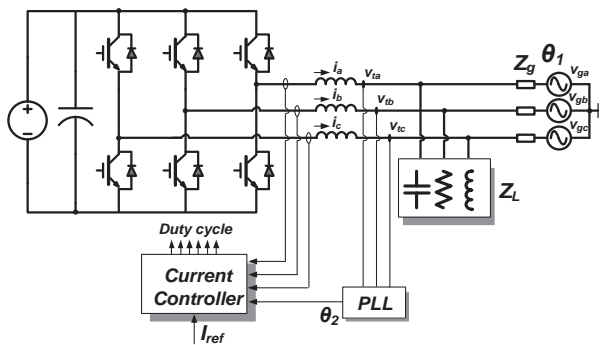 i_a
v_ta
Z_g
θ_1
v_ga
i_b
v_tb
v_gb
i_c
v_tc
v_gc
Z_L
Duty cycle
Current
Controller
θ_2
PLL
I_ref